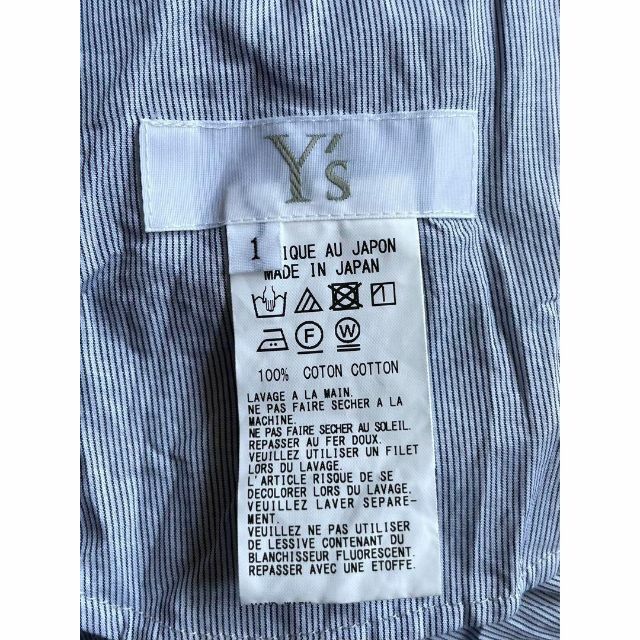 Y's
1
IQUE AU JAPON
MADE IN JAPAN
F W
100% COTON COTTON
LAVAGE A LA MAIN.
NE PAS FAIRE SECHER A LA
MACHINE.
NE PAS FAIRE SECHER AU SOLEIL.
REPASSER AU FER DOUX.
VEUILLEZ UTILISER UN FILET
LORS DU LAVAGE.
L'ARTICLE RISQUE DE SE
DECOLORER LORS DU LAVAGE.
VEUILLEZ LAVER SEPARE-
MENT.
VEUILLEZ NE PAS UTILISER
DE LESSIVE CONTENANT DU
BLANCHISSEUR FLUORESCENT.
REPASSER AVEC UNE ETOFFE.